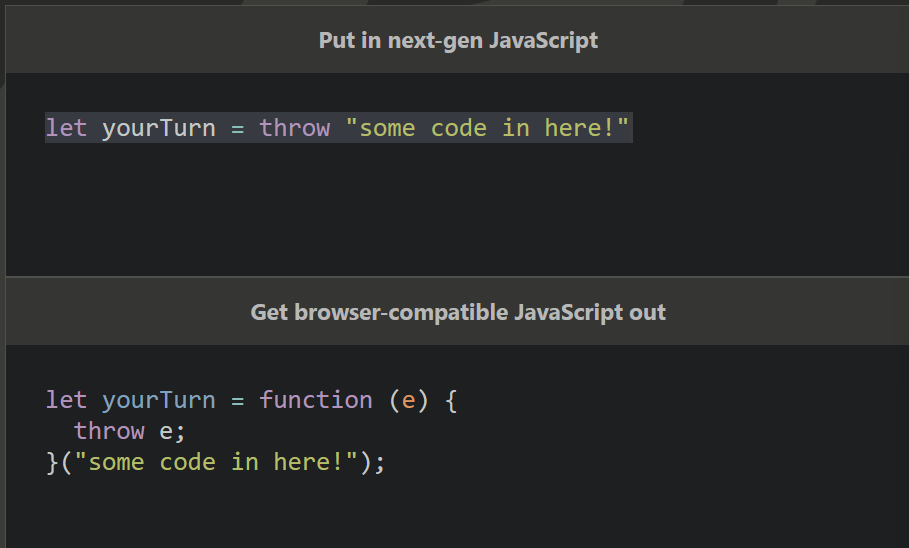 Put in next-gen JavaScript
let yourTurn = throw "some code in here!"
Get browser-compatible JavaScript out
let yourTurn = function (e) {
  throw e;
}("some code in here!");